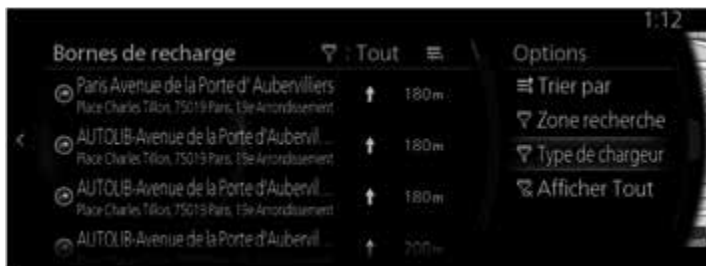 1:12
Bornes de recharge : Tout
Paris Avenue de la Porte d'Aubervilliers
Place Charles Tillon, 75019 Paris, 19e Arrondissement
180m
AUTOLIB-Avenue de la Porte d'Aubervil...
Place Charles Tillon, 75019 Paris, 19e Arrondissement
180m
AUTOLIB-Avenue de la Porte d'Aubervil...
Place Charles Tillon, 75019 Paris, 19e Arrondissement
180m
AUTOLIB-Avenue de la Porte d'Aubervil...
200m
Options
Trier par
Zone recherche
Type de chargeur
Afficher Tout